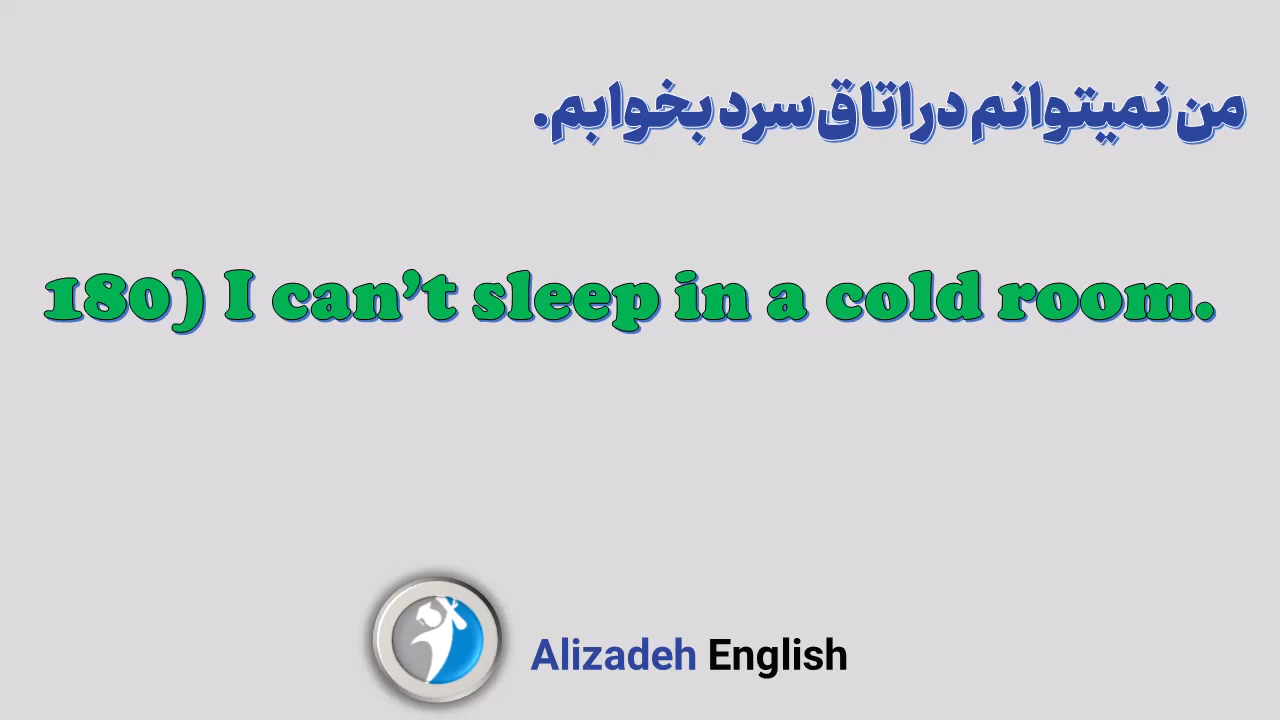 من نمیتوانم در اتاق سرد بخوابم.
180) I can’t sleep in a cold room.
Alizadeh English